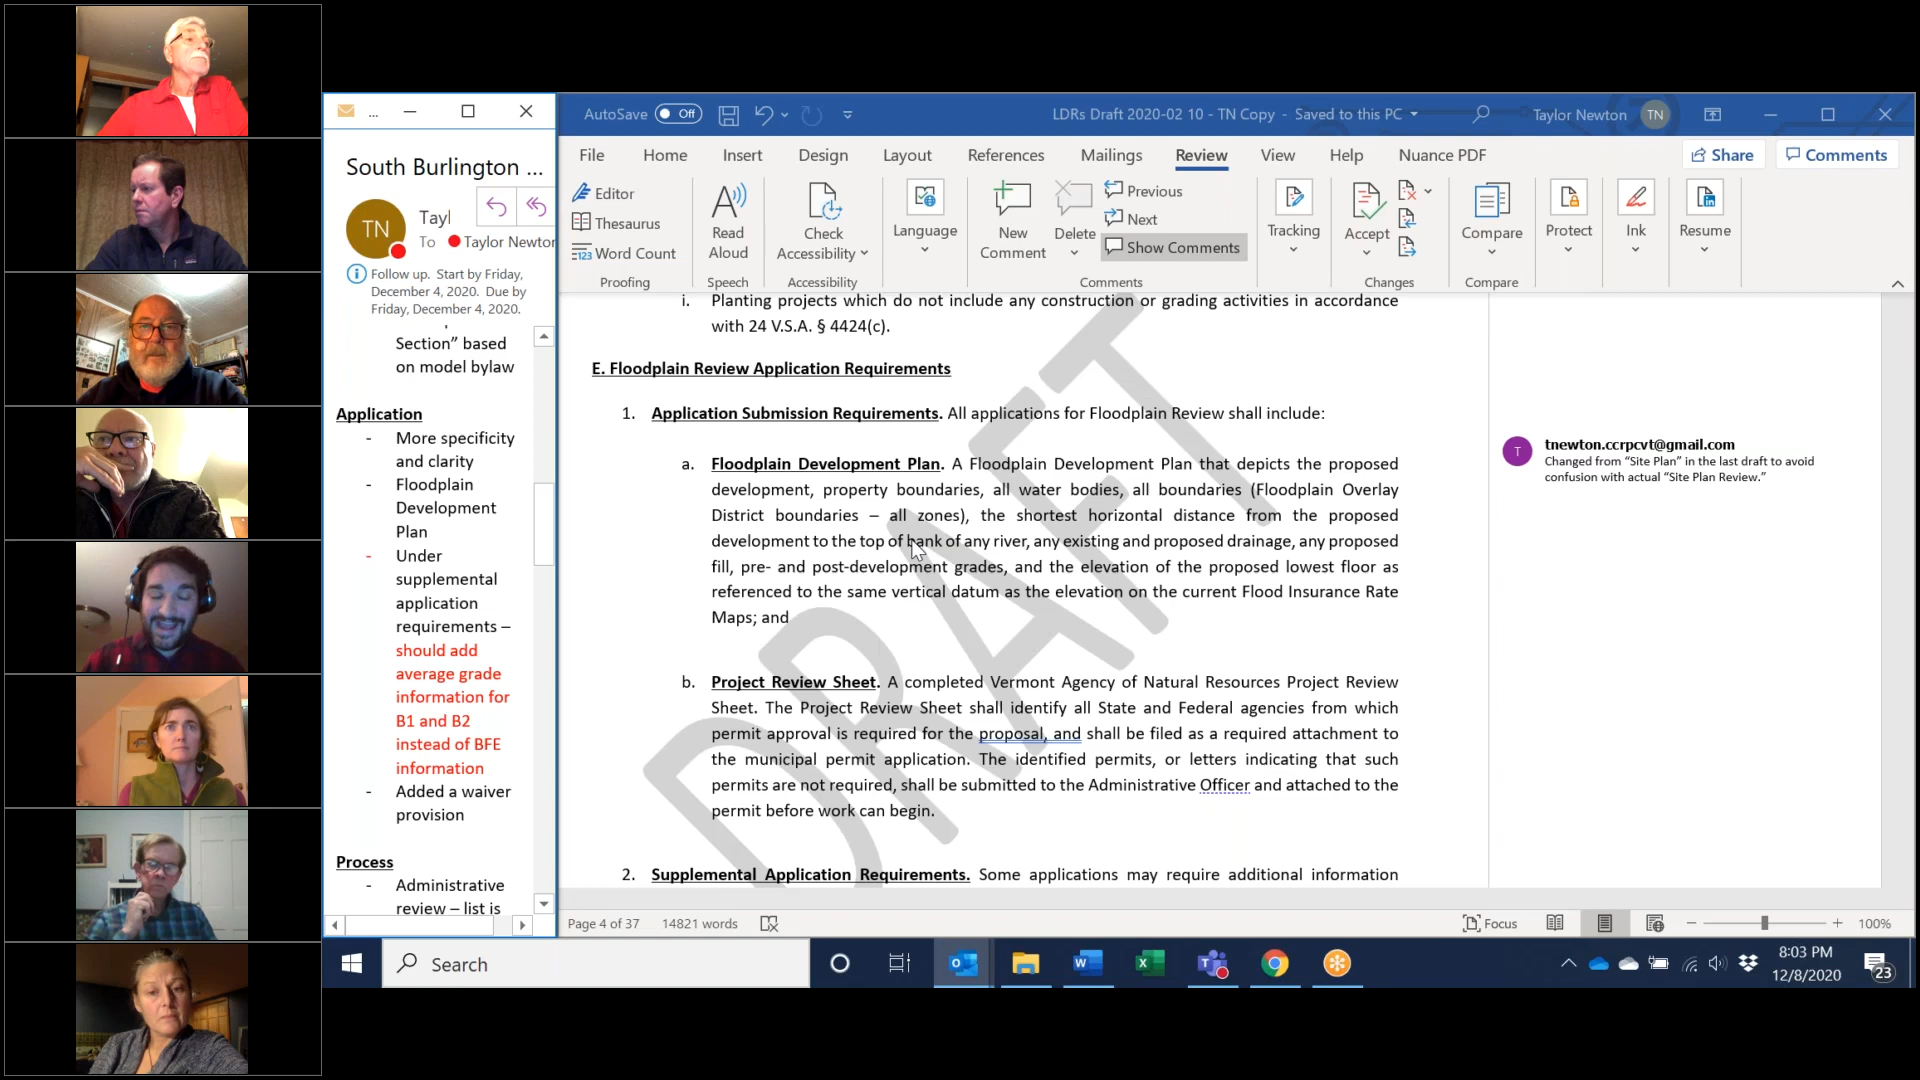 South Burlington ...
TN
Tayl
To Taylor Newton
Follow up. Start by Friday,
December 4, 2020. Due by
Friday, December 4, 2020.
Section” based
on model bylaw
Application
- More specificity
and clarity
- Floodplain
Development
Plan
- Under
supplemental
application
requirements –
should add
average grade
information for
B1 and B2
instead of BFE
information
- Added a waiver
provision
Process
- Administrative
review – list is
AutoSave Off
LDRs Draft 2020-02 10 - TN Copy - Saved to this PC
Taylor Newton TN
File Home Insert Design Layout References Mailings Review View Help Nuance PDF
Share Comments
Editor
Thesaurus
Word Count
Proofing
Read
Aloud
Speech
Check
Accessibility
Accessibility
Language
New
Comment
Delete
Previous
Next
Show Comments
Comments
Tracking
Accept
Changes
Compare
Compare
Protect
Ink
Resume
i. Planting projects which do not include any construction or grading activities in accordance
with 24 V.S.A. § 4424(c).
E. Floodplain Review Application Requirements
1. Application Submission Requirements. All applications for Floodplain Review shall include:
a. Floodplain Development Plan. A Floodplain Development Plan that depicts the proposed
development, property boundaries, all water bodies, all boundaries (Floodplain Overlay
District boundaries – all zones), the shortest horizontal distance from the proposed
development to the top of bank of any river, any existing and proposed drainage, any proposed
fill, pre- and post-development grades, and the elevation of the proposed lowest floor as
referenced to the same vertical datum as the elevation on the current Flood Insurance Rate
Maps; and
b. Project Review Sheet. A completed Vermont Agency of Natural Resources Project Review
Sheet. The Project Review Sheet shall identify all State and Federal agencies from which
permit approval is required for the proposal, and shall be filed as a required attachment to
the municipal permit application. The identified permits, or letters indicating that such
permits are not required, shall be submitted to the Administrative Officer and attached to the
permit before work can begin.
2. Supplemental Application Requirements. Some applications may require additional information
DRAFT
T
tnewton.ccrpcvt@gmail.com
Changed from “Site Plan” in the last draft to avoid
confusion with actual “Site Plan Review.”
Page 4 of 37 14821 words
Focus
100%
Search
8:03 PM
12/8/2020
23